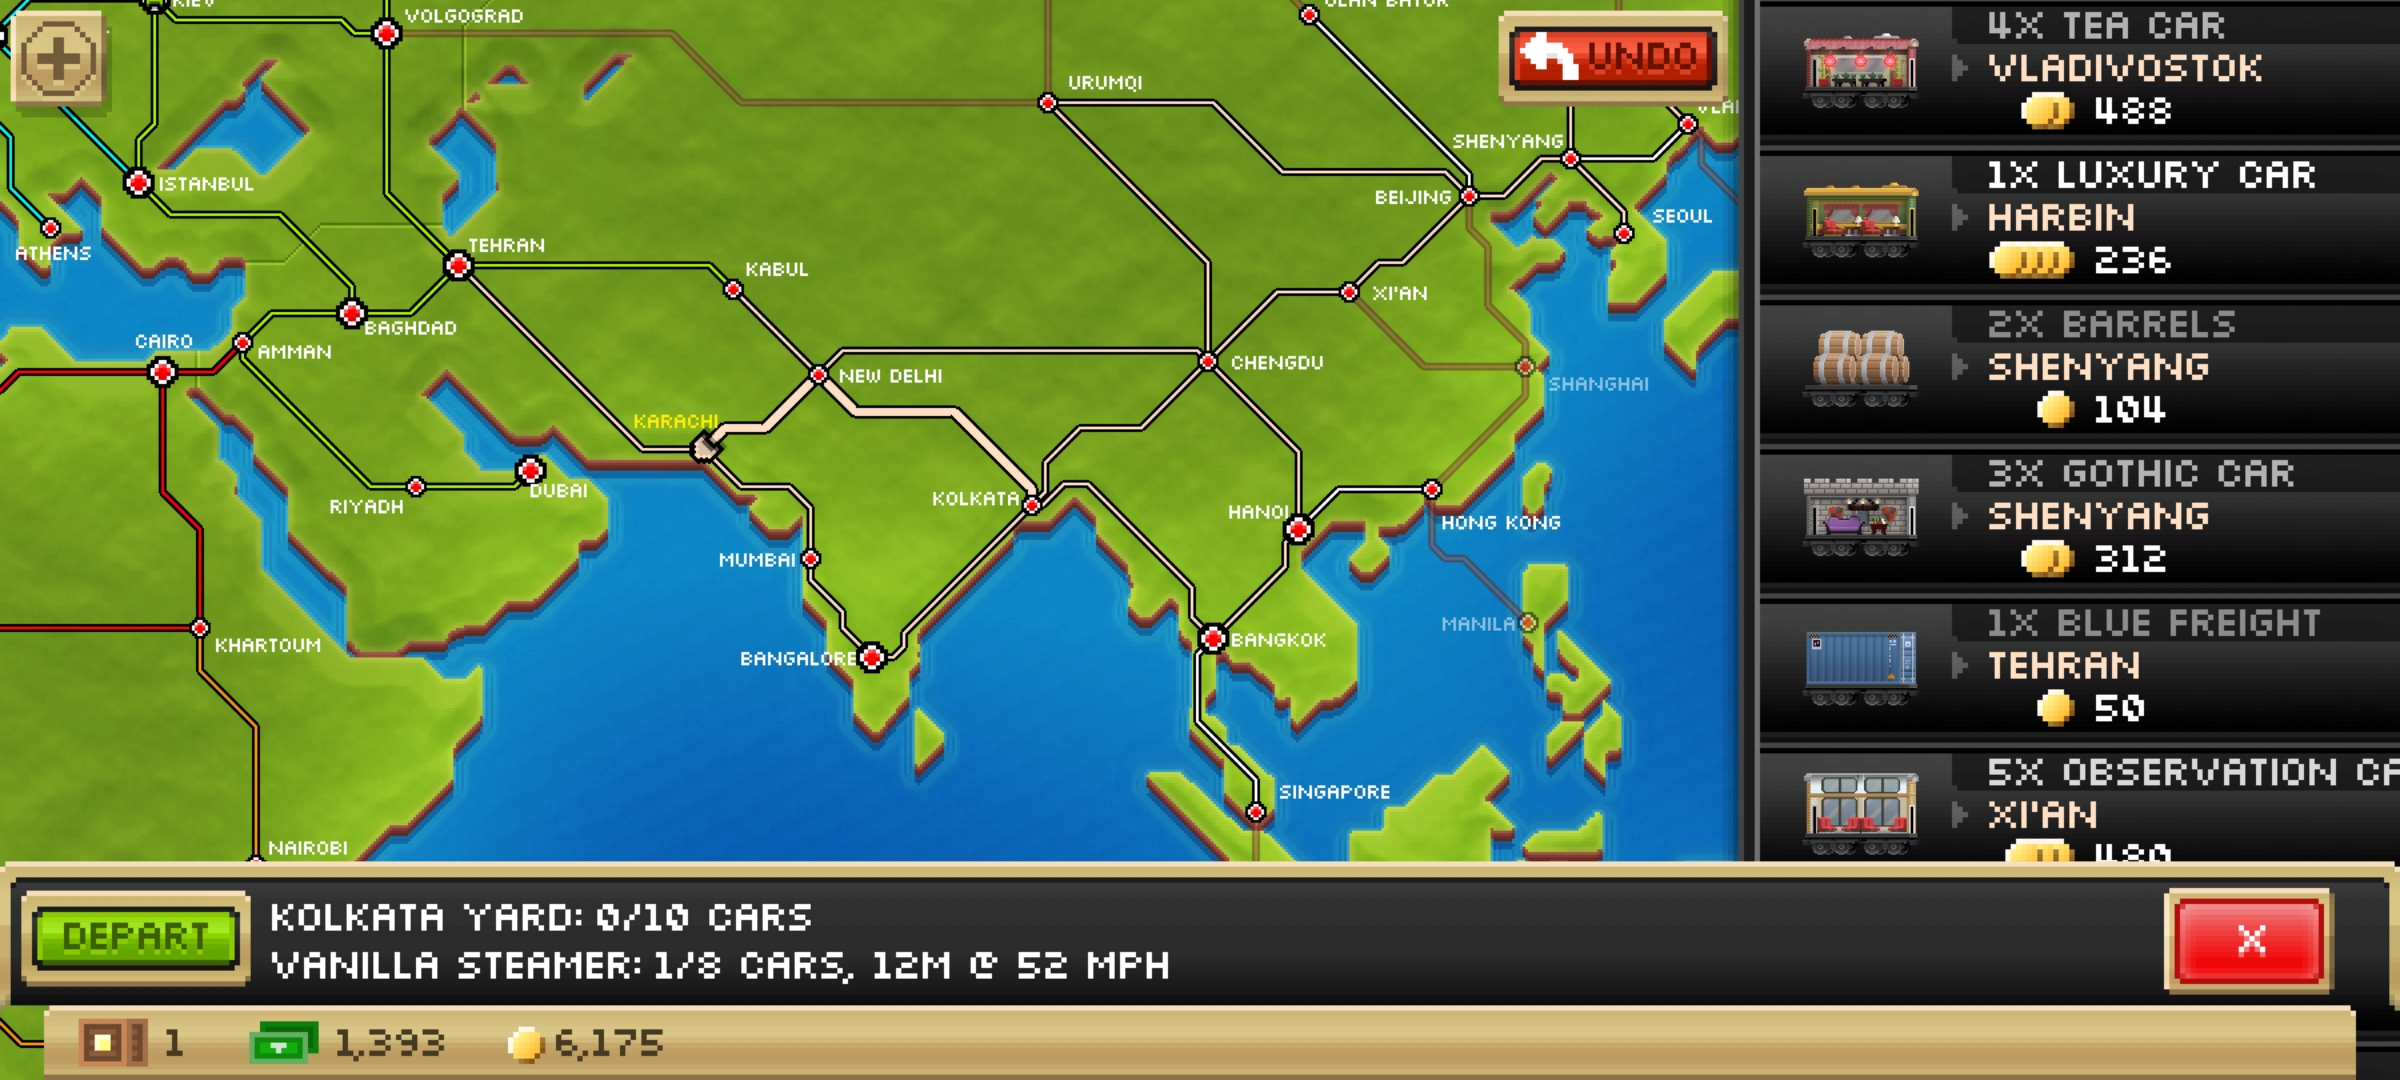 VOLGOGRAD
UNDO
URUMQI
SHENYANG
ISTANBUL
BEIJING
SEOUL
ATHENS
TEHRAN
KABUL
XI'AN
BAGHDAD
CAIRO
AMMAN
CHENGDU
NEW DELHI
SHANGHAI
KARACHI
DUBAI
RIYADH
KOLKATA
HANOI
HONG KONG
MUMBAI
MANILA
KHARTOUM
BANGKOK
BANGALORE
SINGAPORE
NAIROBI
4X TEA CAR
VLADIVOSTOK
488
1X LUXURY CAR
HARBIN
236
2X BARRELS
SHENYANG
104
3X GOTHIC CAR
SHENYANG
312
1X BLUE FREIGHT
TEHRAN
50
5X OBSERVATION CA
XI'AN
480
DEPART
KOLKATA YARD: 0/10 CARS
VANILLA STEAMER: 1/8 CARS, 12M @ 52 MPH
X
1
1,393
6,175